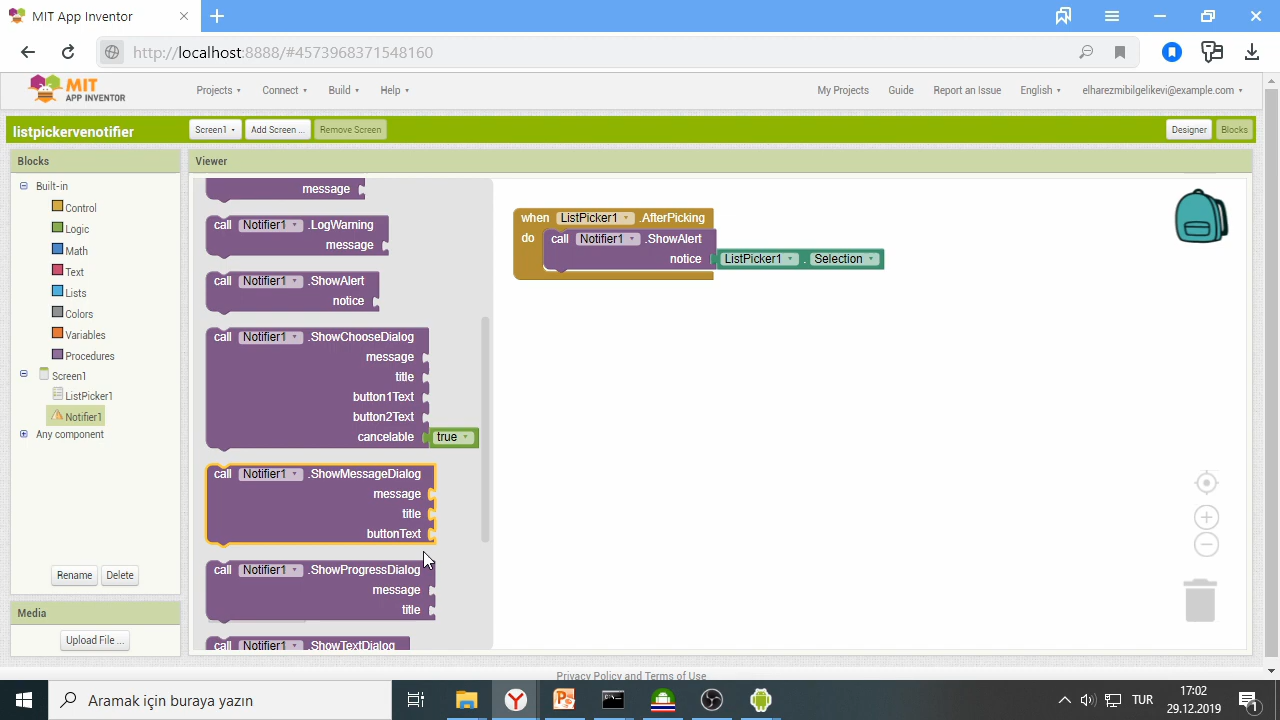 MIT App Inventor
http://localhost:8888/#4573968371548160
MIT
APP INVENTOR
Projects
Connect
Build
Help
My Projects
Guide
Report an Issue
English
elharezmibilgelikevi@example.com
listpickervenotifier
Screen1
Add Screen ...
Remove Screen
Designer
Blocks
Blocks
Built-in
Control
Logic
Math
Text
Lists
Colors
Variables
Procedures
Screen1
ListPicker1
Notifier1
Any component
Rename
Delete
Media
Upload File ...
Viewer
message
call Notifier1 .LogWarning
message
call Notifier1 .ShowAlert
notice
call Notifier1 .ShowChooseDialog
message
title
button1Text
button2Text
cancelable true
call Notifier1 .ShowMessageDialog
message
title
buttonText
call Notifier1 .ShowProgressDialog
message
title
call Notifier1 .ShowTextDialog
when ListPicker1 .AfterPicking
do call Notifier1 .ShowAlert
notice ListPicker1 . Selection
Privacy Policy and Terms of Use
Aramak için buraya yazın
TUR
17:02
29.12.2019
1